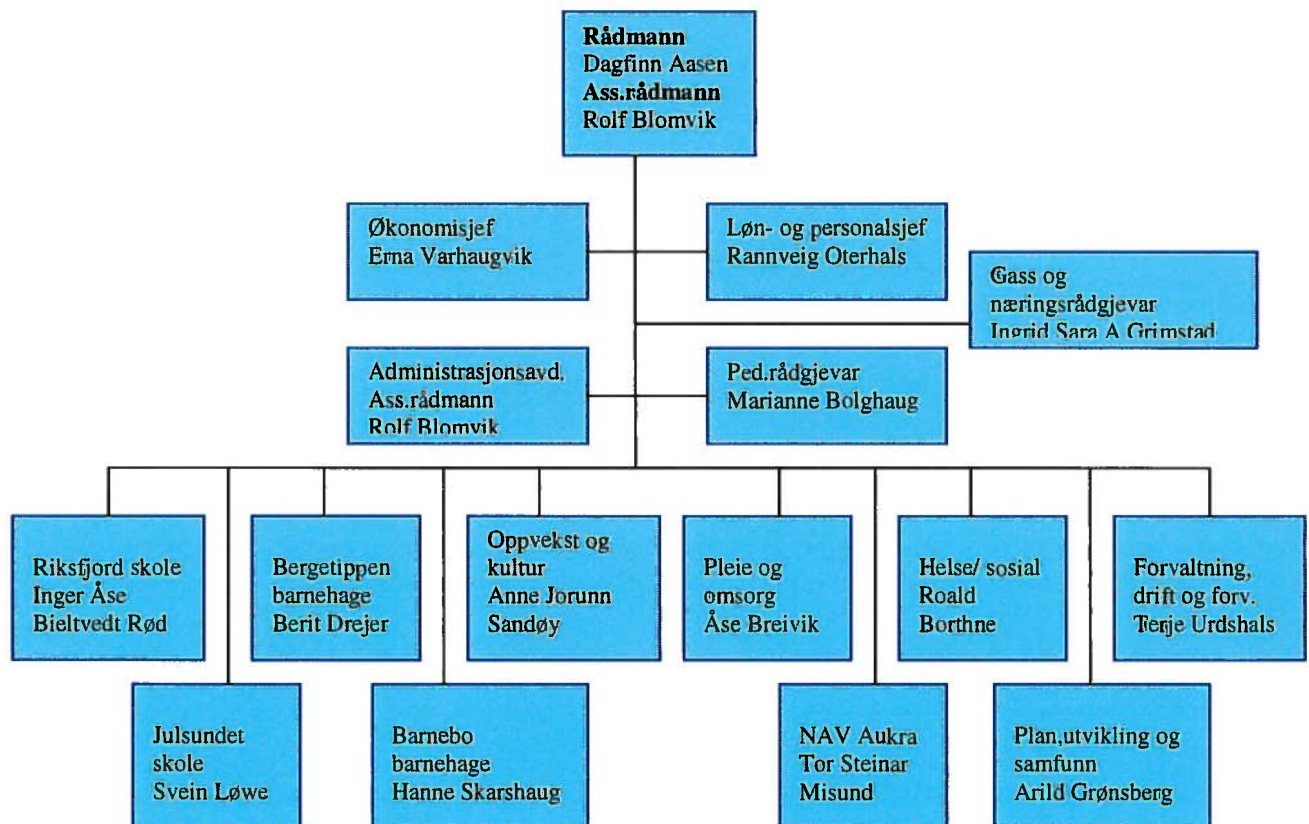 Rådmann
Dagfinn Aasen
Ass.rådmann
Rolf Blomvik
Økonomisjef
Erna Varhaugvik
Løn- og personalsjef
Rannveig Oterhals
Gass og
næringsrådgjevar
Ingrid Sara A Grimstad
Administrasjonsavd.
Ass.rådmann
Rolf Blomvik
Ped.rådgjevar
Marianne Bolghaug
Riksfjord skole
Inger Åse
Bieltvedt Rød
Bergetippen
barnehage
Berit Drejer
Oppvekst og
kultur
Anne Jorunn
Sandøy
Pleie og
omsorg
Åse Breivik
Helse/ sosial
Roald
Borthne
Forvaltning,
drift og forv.
Terje Urdshals
Julsundet
skole
Svein Løwe
Barnebo
barnehage
Hanne Skarshaug
NAV Aukra
Tor Steinar
Misund
Plan,utvikling og
samfunn
Arild Grønsberg